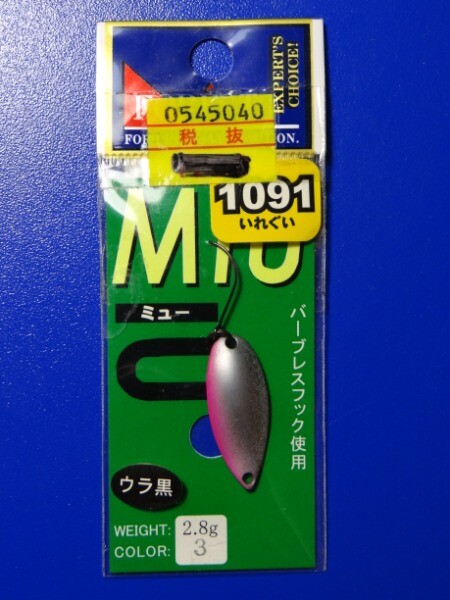 EXPERT'S
CHOICE!
0545040
税 抜
FOR
ION.
1091
いれぐい
MIU
ミュー
バーブレスフック使用
ウラ黒
WEIGHT: 2.8g
COLOR: 3